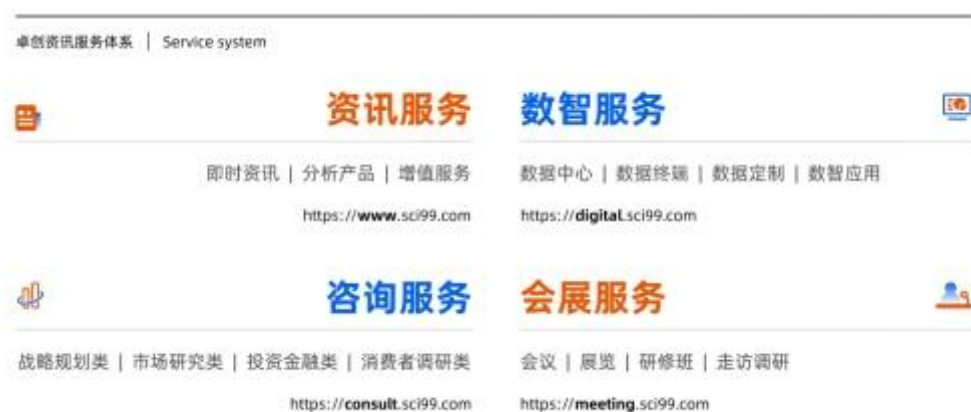 卓创资讯服务体系 | Service system
资讯服务
即时资讯 | 分析产品 | 增值服务
https://www.sci99.com
数智服务
数据中心 | 数据终端 | 数据定制 | 数智应用
https://digital.sci99.com
咨询服务
战略规划类 | 市场研究类 | 投资金融类 | 消费者调研类
https://consult.sci99.com
会展服务
会议 | 展览 | 研修班 | 走访调研
https://meeting.sci99.com